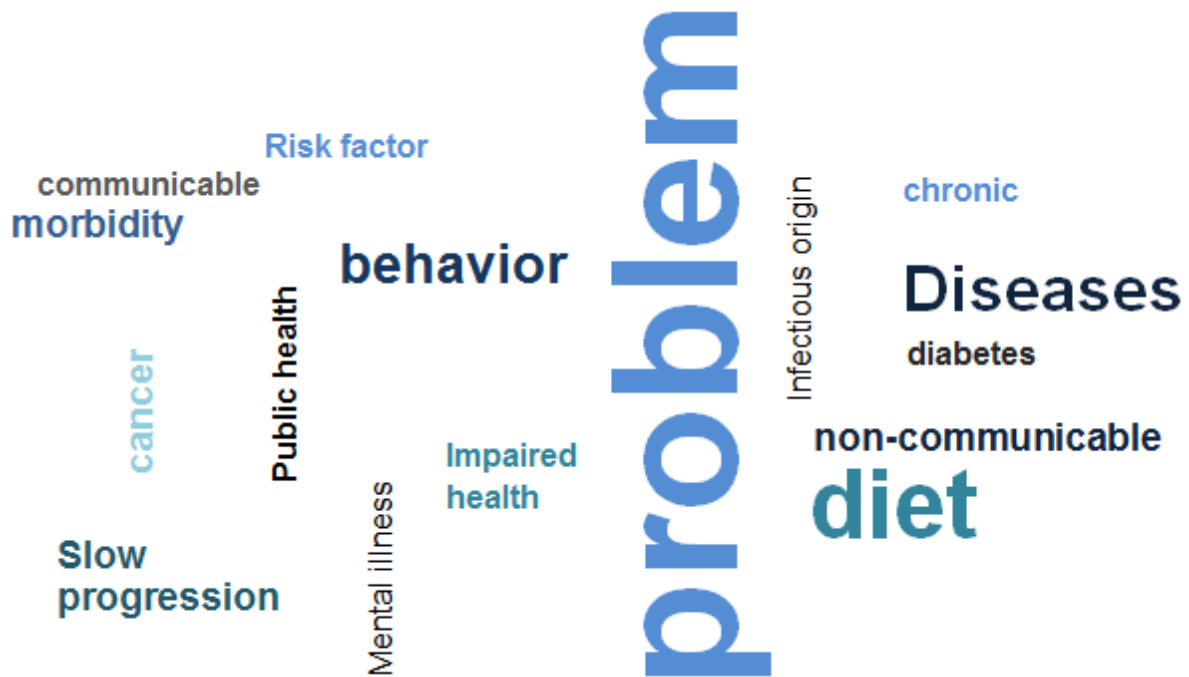 problem
Risk factor
communicable
morbidity
behavior
Public health
cancer
Impaired
health
Mental illness
Slow
progression
Infectious origin
chronic
Diseases
diabetes
non-communicable
diet